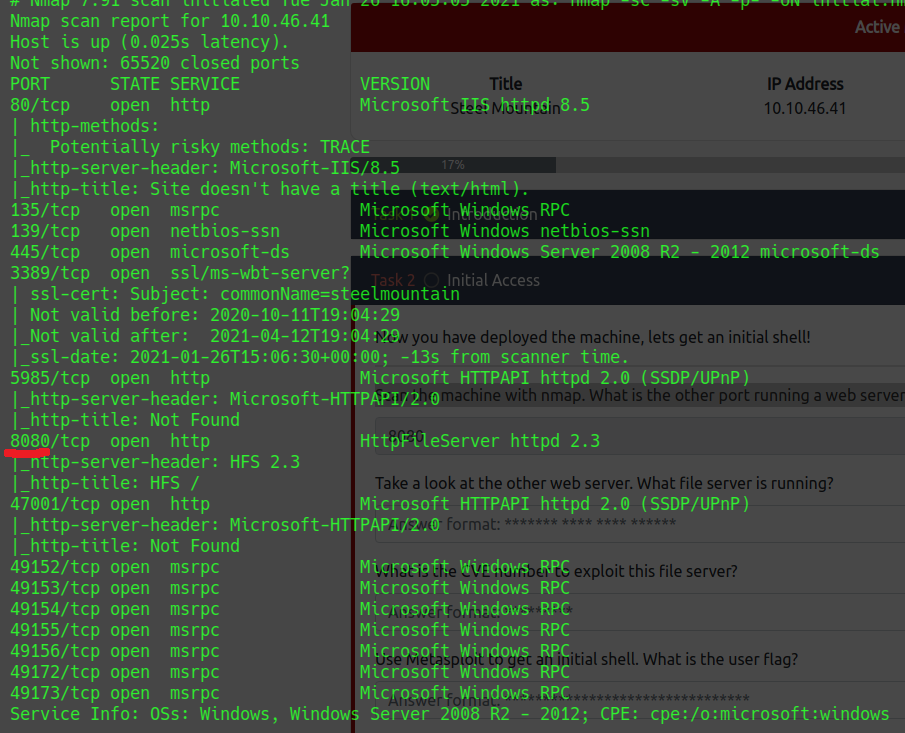 # Nmap 7.91 scan initiated Tue Jan 26 16:05:05 2021 as: nmap -sC -sV -A -p- -oN initial.nm
Nmap scan report for 10.10.46.41
Host is up (0.025s latency).
Not shown: 65520 closed ports
PORT STATE SERVICE VERSION
80/tcp open http Microsoft IIS httpd 8.5
| http-methods:
|_ Potentially risky methods: TRACE
|_http-server-header: Microsoft-IIS/8.5
|_http-title: Site doesn't have a title (text/html).
135/tcp open msrpc Microsoft Windows RPC
139/tcp open netbios-ssn Microsoft Windows netbios-ssn
445/tcp open microsoft-ds Microsoft Windows Server 2008 R2 - 2012 microsoft-ds
3389/tcp open ssl/ms-wbt-server?
| ssl-cert: Subject: commonName=steelmountain
| Not valid before: 2020-10-11T19:04:29
|_Not valid after: 2021-04-12T19:04:29
|_ssl-date: 2021-01-26T15:06:30+00:00; -13s from scanner time.
5985/tcp open http Microsoft HTTPAPI httpd 2.0 (SSDP/UPnP)
|_http-server-header: Microsoft-HTTPAPI/2.0
|_http-title: Not Found
8080/tcp open http HttpFileServer httpd 2.3
|_http-server-header: HFS 2.3
|_http-title: HFS /
47001/tcp open http Microsoft HTTPAPI httpd 2.0 (SSDP/UPnP)
|_http-server-header: Microsoft-HTTPAPI/2.0
|_http-title: Not Found
49152/tcp open msrpc Microsoft Windows RPC
49153/tcp open msrpc Microsoft Windows RPC
49154/tcp open msrpc Microsoft Windows RPC
49155/tcp open msrpc Microsoft Windows RPC
49156/tcp open msrpc Microsoft Windows RPC
49172/tcp open msrpc Microsoft Windows RPC
49173/tcp open msrpc Microsoft Windows RPC
Service Info: OSs: Windows, Windows Server 2008 R2 - 2012; CPE: cpe:/o:microsoft:windows
Active
Title IP Address
Steel Mountain 10.10.46.41
17%
Introduction
Task 2 Initial Access
Now you have deployed the machine, lets get an initial shell!
the machine with nmap. What is the other port running a web server
8080
Take a look at the other web server. What file server is running?
Answer format: ******* **** **** ******
What is the CVE number to exploit this file server?
Answer format:
Use Metasploit to get an initial shell. What is the user flag?
Answer format: